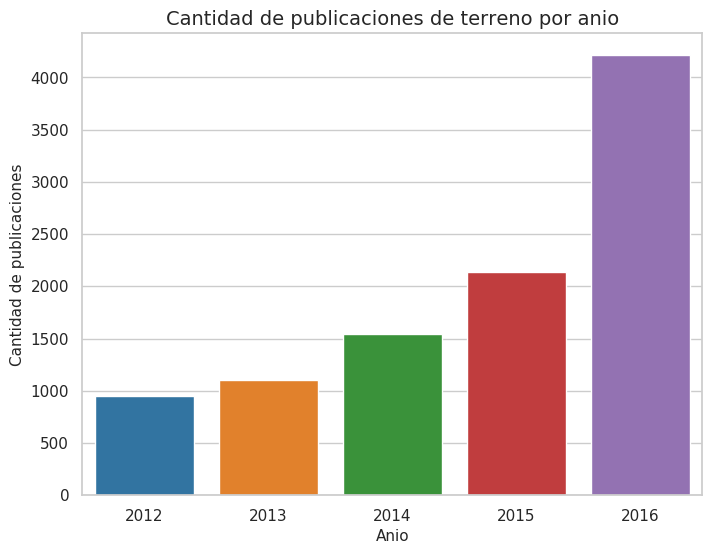 Cantidad de publicaciones de terreno por anio
Cantidad de publicaciones
4000
3500
3000
2500
2000
1500
1000
500
0
2012 2013 2014 2015 2016
Anio